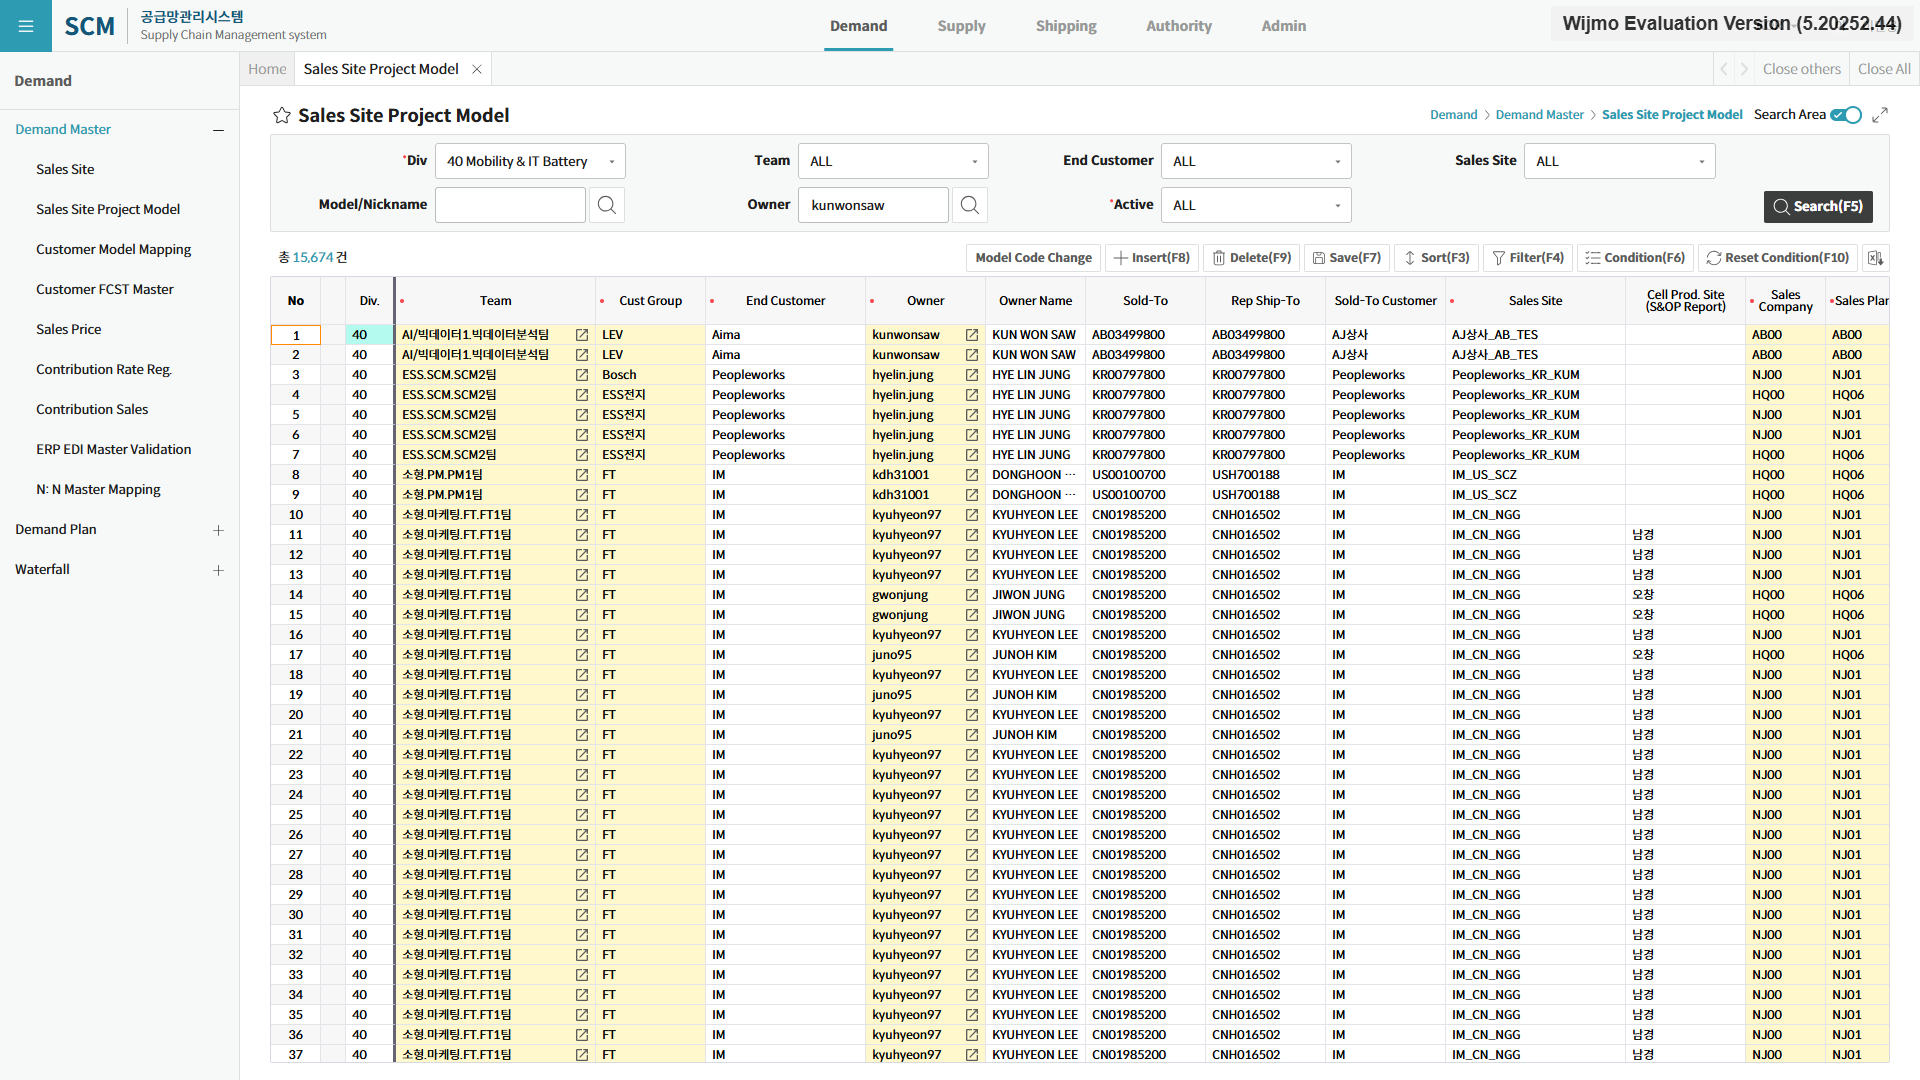 SCM
공급망관리시스템
Supply Chain Management system
Demand Supply Shipping Authority Admin
Wijmo Evaluation Version (5.20252.44)
Demand
Home Sales Site Project Model
Close others Close All
Demand Master
Sales Site
Sales Site Project Model
Customer Model Mapping
Customer FCST Master
Sales Price
Contribution Rate Reg.
Contribution Sales
ERP EDI Master Validation
N: N Master Mapping
Demand Plan
Waterfall
Sales Site Project Model
Demand > Demand Master > Sales Site Project Model Search Area
*Div 40 Mobility & IT Battery Team ALL End Customer ALL Sales Site ALL
Model/Nickname Owner kunwonsaw *Active ALL Search(F5)
총 15,674 건
Model Code Change Insert(F8) Delete(F9) Save(F7) Sort(F3) Filter(F4) Condition(F6) Reset Condition(F10)
No Div. Team Cust Group End Customer Owner Owner Name Sold-To Rep Ship-To Sold-To Customer Sales Site Cell Prod. Site (S&OP Report) Sales Company Sales Plan
1 40 AI/빅데이터1.빅데이터분석팀 LEV Aima kunwonsaw KUN WON SAW AB03499800 AB03499800 AJ상사 AJ상사_AB_TES AB00 AB00
2 40 AI/빅데이터1.빅데이터분석팀 LEV Aima kunwonsaw KUN WON SAW AB03499800 AB03499800 AJ상사 AJ상사_AB_TES AB00 AB00
3 40 ESS.SCM.SCM2팀 Bosch Peopleworks hyelin.jung HYE LIN JUNG KR00797800 KR00797800 Peopleworks Peopleworks_KR_KUM NJ00 NJ01
4 40 ESS.SCM.SCM2팀 ESS전지 Peopleworks hyelin.jung HYE LIN JUNG KR00797800 KR00797800 Peopleworks Peopleworks_KR_KUM HQ00 HQ06
5 40 ESS.SCM.SCM2팀 ESS전지 Peopleworks hyelin.jung HYE LIN JUNG KR00797800 KR00797800 Peopleworks Peopleworks_KR_KUM NJ00 NJ01
6 40 ESS.SCM.SCM2팀 ESS전지 Peopleworks hyelin.jung HYE LIN JUNG KR00797800 KR00797800 Peopleworks Peopleworks_KR_KUM NJ00 NJ01
7 40 ESS.SCM.SCM2팀 ESS전지 Peopleworks hyelin.jung HYE LIN JUNG KR00797800 KR00797800 Peopleworks Peopleworks_KR_KUM HQ00 HQ06
8 40 소형.PM.PM1팀 FT IM kdh31001 DONGHOON ··· US00100700 USH700188 IM IM_US_SCZ HQ00 HQ06
9 40 소형.PM.PM1팀 FT IM kdh31001 DONGHOON ··· US00100700 USH700188 IM IM_US_SCZ HQ00 HQ06
10 40 소형.마케팅.FT.FT1팀 FT IM kyuhyeon97 KYUHYEON LEE CN01985200 CNH016502 IM IM_CN_NGG NJ00 NJ01
11 40 소형.마케팅.FT.FT1팀 FT IM kyuhyeon97 KYUHYEON LEE CN01985200 CNH016502 IM IM_CN_NGG 남경 NJ00 NJ01
12 40 소형.마케팅.FT.FT1팀 FT IM kyuhyeon97 KYUHYEON LEE CN01985200 CNH016502 IM IM_CN_NGG 남경 NJ00 NJ01
13 40 소형.마케팅.FT.FT1팀 FT IM kyuhyeon97 KYUHYEON LEE CN01985200 CNH016502 IM IM_CN_NGG 남경 NJ00 NJ01
14 40 소형.마케팅.FT.FT1팀 FT IM gwonjung JIWON JUNG CN01985200 CNH016502 IM IM_CN_NGG 오창 HQ00 HQ06
15 40 소형.마케팅.FT.FT1팀 FT IM gwonjung JIWON JUNG CN01985200 CNH016502 IM IM_CN_NGG 오창 HQ00 HQ06
16 40 소형.마케팅.FT.FT1팀 FT IM kyuhyeon97 KYUHYEON LEE CN01985200 CNH016502 IM IM_CN_NGG 남경 NJ00 NJ01
17 40 소형.마케팅.FT.FT1팀 FT IM juno95 JUNOH KIM CN01985200 CNH016502 IM IM_CN_NGG 오창 HQ00 HQ06
18 40 소형.마케팅.FT.FT1팀 FT IM kyuhyeon97 KYUHYEON LEE CN01985200 CNH016502 IM IM_CN_NGG 남경 NJ00 NJ01
19 40 소형.마케팅.FT.FT1팀 FT IM juno95 JUNOH KIM CN01985200 CNH016502 IM IM_CN_NGG 남경 NJ00 NJ01
20 40 소형.마케팅.FT.FT1팀 FT IM kyuhyeon97 KYUHYEON LEE CN01985200 CNH016502 IM IM_CN_NGG 남경 NJ00 NJ01
21 40 소형.마케팅.FT.FT1팀 FT IM juno95 JUNOH KIM CN01985200 CNH016502 IM IM_CN_NGG 남경 NJ00 NJ01
22 40 소형.마케팅.FT.FT1팀 FT IM kyuhyeon97 KYUHYEON LEE CN01985200 CNH016502 IM IM_CN_NGG 남경 NJ00 NJ01
23 40 소형.마케팅.FT.FT1팀 FT IM kyuhyeon97 KYUHYEON LEE CN01985200 CNH016502 IM IM_CN_NGG 남경 NJ00 NJ01
24 40 소형.마케팅.FT.FT1팀 FT IM kyuhyeon97 KYUHYEON LEE CN01985200 CNH016502 IM IM_CN_NGG 남경 NJ00 NJ01
25 40 소형.마케팅.FT.FT1팀 FT IM kyuhyeon97 KYUHYEON LEE CN01985200 CNH016502 IM IM_CN_NGG 남경 NJ00 NJ01
26 40 소형.마케팅.FT.FT1팀 FT IM kyuhyeon97 KYUHYEON LEE CN01985200 CNH016502 IM IM_CN_NGG 남경 NJ00 NJ01
27 40 소형.마케팅.FT.FT1팀 FT IM kyuhyeon97 KYUHYEON LEE CN01985200 CNH016502 IM IM_CN_NGG 남경 NJ00 NJ01
28 40 소형.마케팅.FT.FT1팀 FT IM kyuhyeon97 KYUHYEON LEE CN01985200 CNH016502 IM IM_CN_NGG 남경 NJ00 NJ01
29 40 소형.마케팅.FT.FT1팀 FT IM kyuhyeon97 KYUHYEON LEE CN01985200 CNH016502 IM IM_CN_NGG 남경 NJ00 NJ01
30 40 소형.마케팅.FT.FT1팀 FT IM kyuhyeon97 KYUHYEON LEE CN01985200 CNH016502 IM IM_CN_NGG 남경 NJ00 NJ01
31 40 소형.마케팅.FT.FT1팀 FT IM kyuhyeon97 KYUHYEON LEE CN01985200 CNH016502 IM IM_CN_NGG 남경 NJ00 NJ01
32 40 소형.마케팅.FT.FT1팀 FT IM kyuhyeon97 KYUHYEON LEE CN01985200 CNH016502 IM IM_CN_NGG 남경 NJ00 NJ01
33 40 소형.마케팅.FT.FT1팀 FT IM kyuhyeon97 KYUHYEON LEE CN01985200 CNH016502 IM IM_CN_NGG 남경 NJ00 NJ01
34 40 소형.마케팅.FT.FT1팀 FT IM kyuhyeon97 KYUHYEON LEE CN01985200 CNH016502 IM IM_CN_NGG 남경 NJ00 NJ01
35 40 소형.마케팅.FT.FT1팀 FT IM kyuhyeon97 KYUHYEON LEE CN01985200 CNH016502 IM IM_CN_NGG 남경 NJ00 NJ01
36 40 소형.마케팅.FT.FT1팀 FT IM kyuhyeon97 KYUHYEON LEE CN01985200 CNH016502 IM IM_CN_NGG 남경 NJ00 NJ01
37 40 소형.마케팅.FT.FT1팀 FT IM kyuhyeon97 KYUHYEON LEE CN01985200 CNH016502 IM IM_CN_NGG 남경 NJ00 NJ01